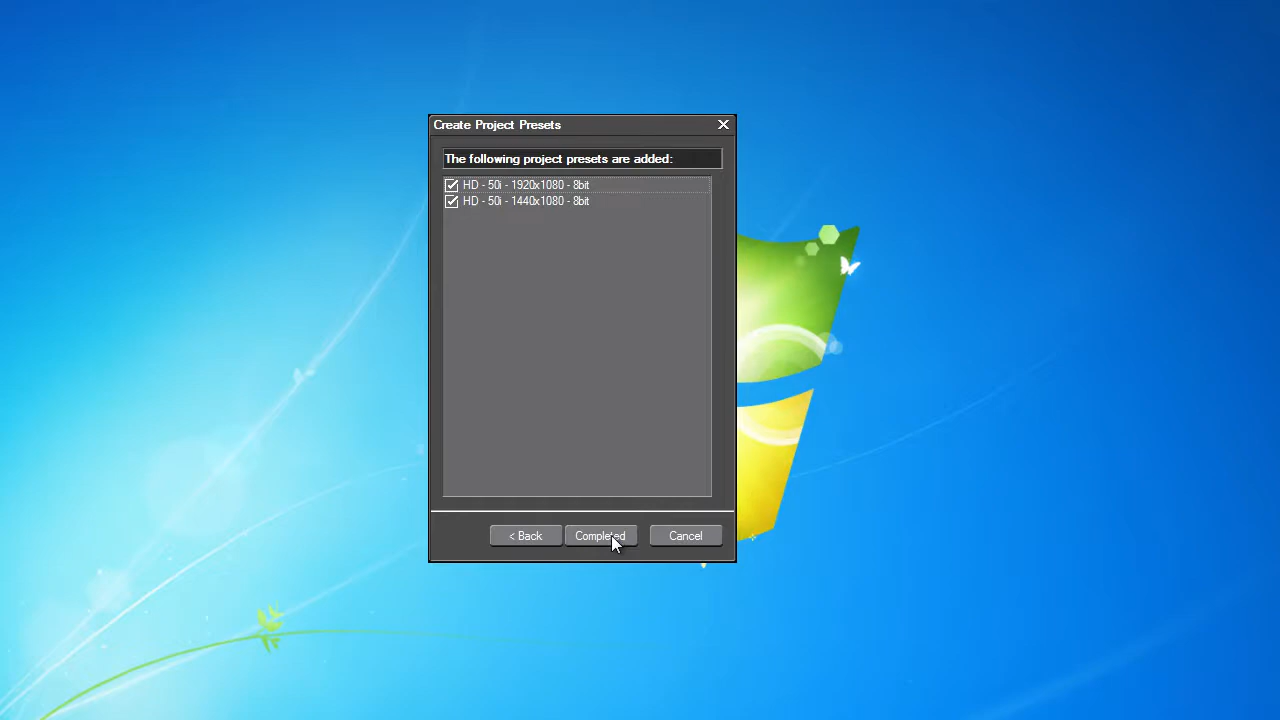 Create Project Presets
The following project presets are added:
HD - 50i - 1920x1080 - 8bit
HD - 50i - 1440x1080 - 8bit
< Back
Completed
Cancel